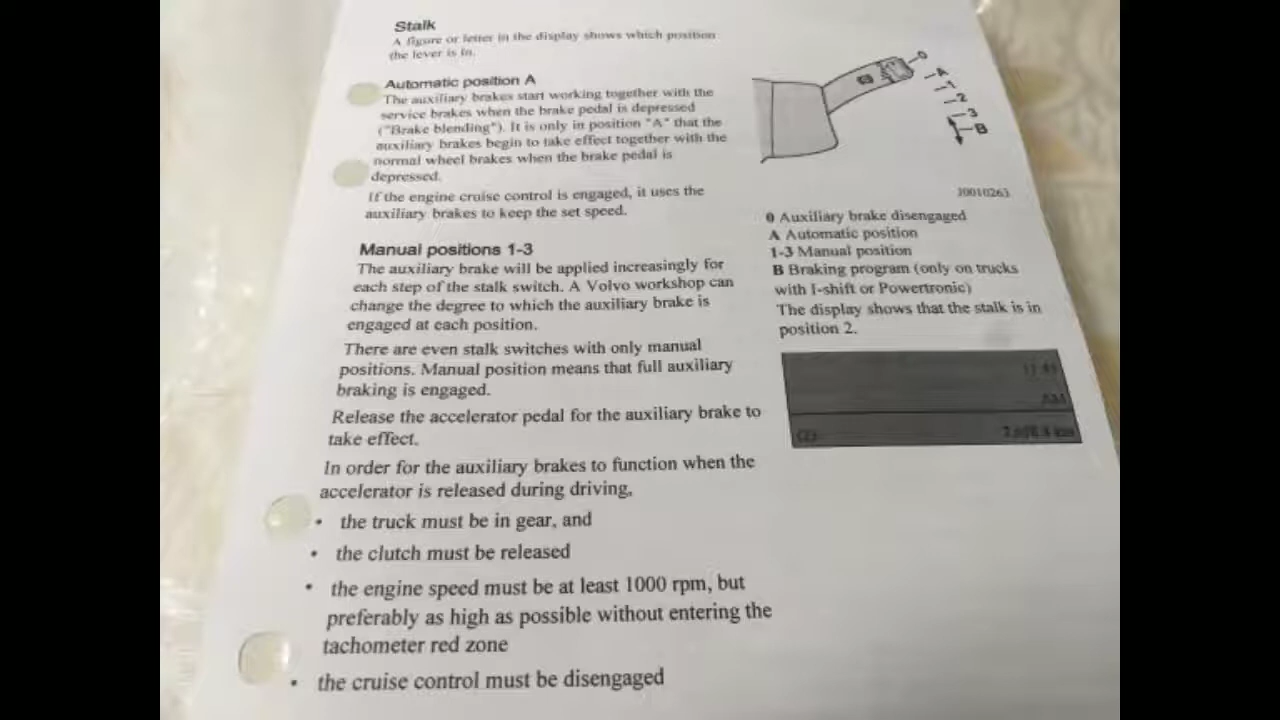 Stalk
A figure or letter in the display shows which position
the lever is in.
Automatic position A
The auxiliary brakes start working together with the
service brakes when the brake pedal is depressed
("Brake blending"). It is only in position "A" that the
auxiliary brakes begin to take effect together with the
normal wheel brakes when the brake pedal is
depressed.
If the engine cruise control is engaged, it uses the
auxiliary brakes to keep the set speed.
Manual positions 1-3
The auxiliary brake will be applied increasingly for
each step of the stalk switch. A Volvo workshop can
change the degree to which the auxiliary brake is
engaged at each position.
There are even stalk switches with only manual
positions. Manual position means that full auxiliary
braking is engaged.
Release the accelerator pedal for the auxiliary brake to
take effect.
In order for the auxiliary brakes to function when the
accelerator is released during driving,
• the truck must be in gear, and
• the clutch must be released
• the engine speed must be at least 1000 rpm, but
preferably as high as possible without entering the
tachometer red zone
• the cruise control must be disengaged
0
A
1
2
3
B
J0010263
0 Auxiliary brake disengaged
A Automatic position
1-3 Manual position
B Braking program (only on trucks
with I-shift or Powertronic)
The display shows that the stalk is in
position 2.
AM
(2)